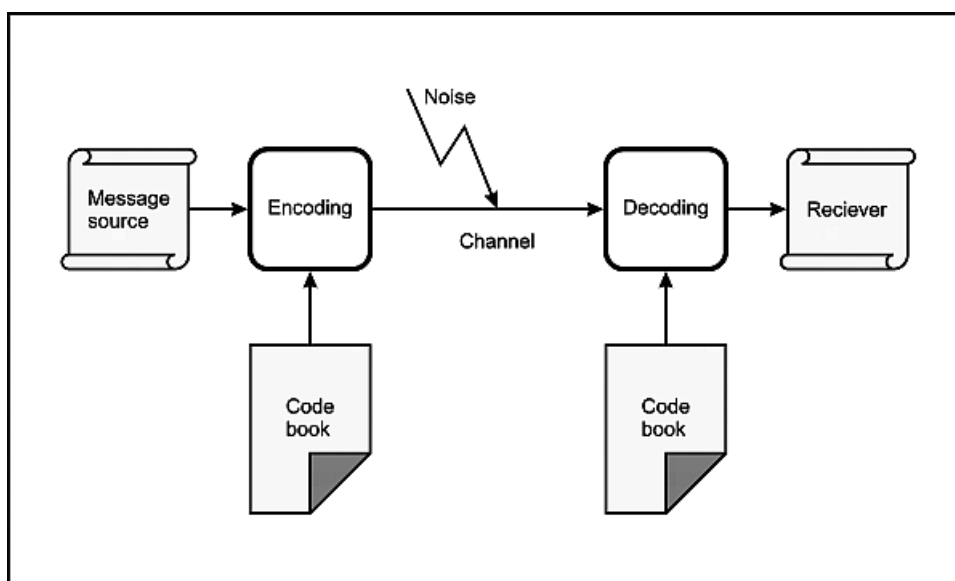 Noise
Message
source
Encoding
Channel
Decoding
Reciever
Code
book
Code
book